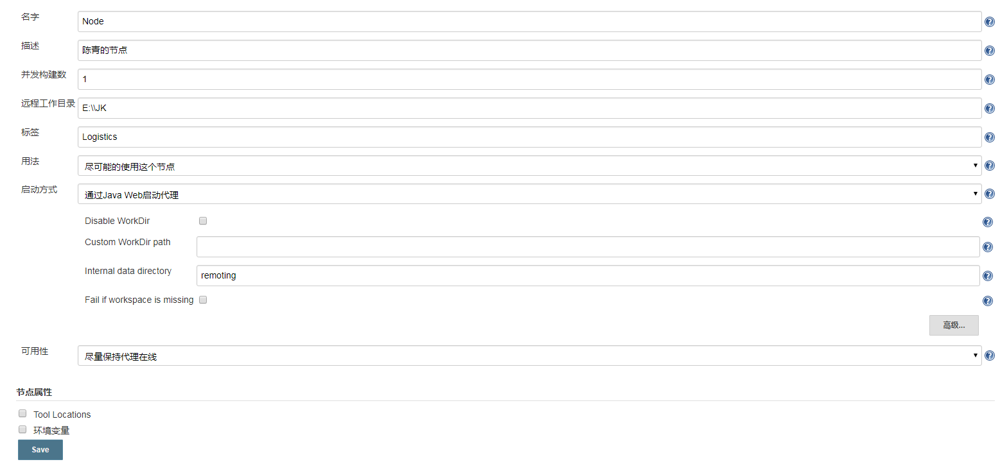 名字 Node
描述 陈青的节点
并发构建数 1
远程工作目录 E:\\JK
标签 Logistics
用法 尽可能的使用这个节点
启动方式 通过Java Web启动代理
Disable WorkDir
Custom WorkDir path
Internal data directory remoting
Fail if workspace is missing
高级...
可用性 尽量保持代理在线
节点属性
Tool Locations
环境变量
Save